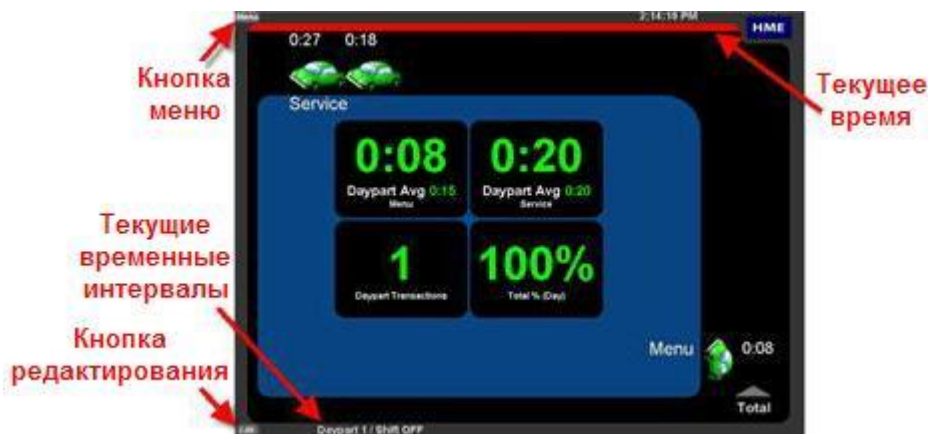 Menu
2:14:16 PM
HME
0:27 0:18
Кнопка
меню
Текущее
время
Service
0:08
Daypart Avg 0:15
Menu
0:20
Daypart Avg 0:20
Service
1
Daypart Transactions
100%
Total % (Day)
Текущие
временные
интервалы
Кнопка
редактирования
Menu 0:08
Total
Edit
Daypart 1 / Shift OFF